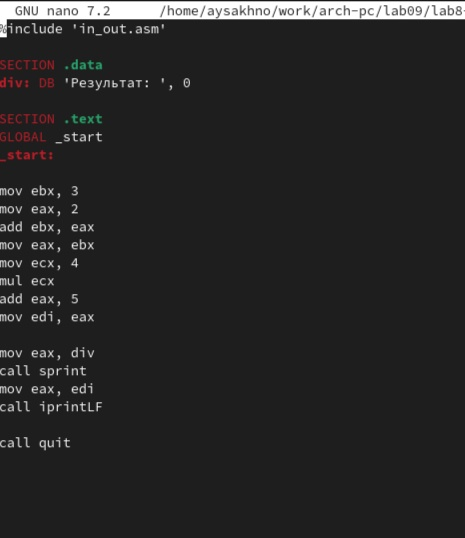 GNU nano 7.2 /home/aysakhno/work/arch-pc/lab09/lab8-
%include 'in_out.asm'
SECTION .data
div: DB 'Результат: ', 0
SECTION .text
GLOBAL _start
_start:
mov ebx, 3
mov eax, 2
add ebx, eax
mov eax, ebx
mov ecx, 4
mul ecx
add eax, 5
mov edi, eax
mov eax, div
call sprint
mov eax, edi
call iprintLF
call quit